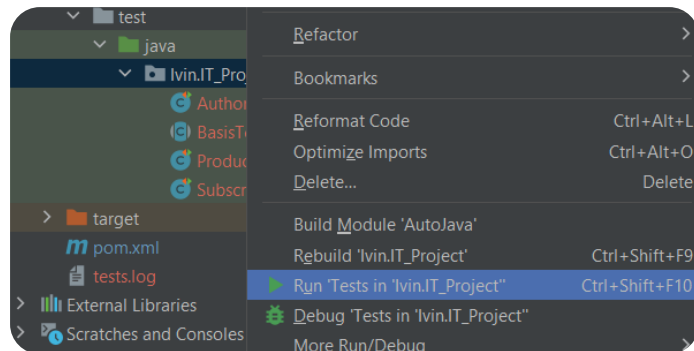 test
java
Ivin.IT_Pro
Author
BasisTe
Produc
Subscr
target
m pom.xml
tests.log
External Libraries
Scratches and Consoles
Refactor
Bookmarks
Reformat Code Ctrl+Alt+L
Optimize Imports Ctrl+Alt+O
Delete... Delete
Build Module 'AutoJava'
Rebuild 'Ivin.IT_Project' Ctrl+Shift+F9
Run 'Tests in 'Ivin.IT_Project'' Ctrl+Shift+F10
Debug 'Tests in 'Ivin.IT_Project''
More Run/Debug